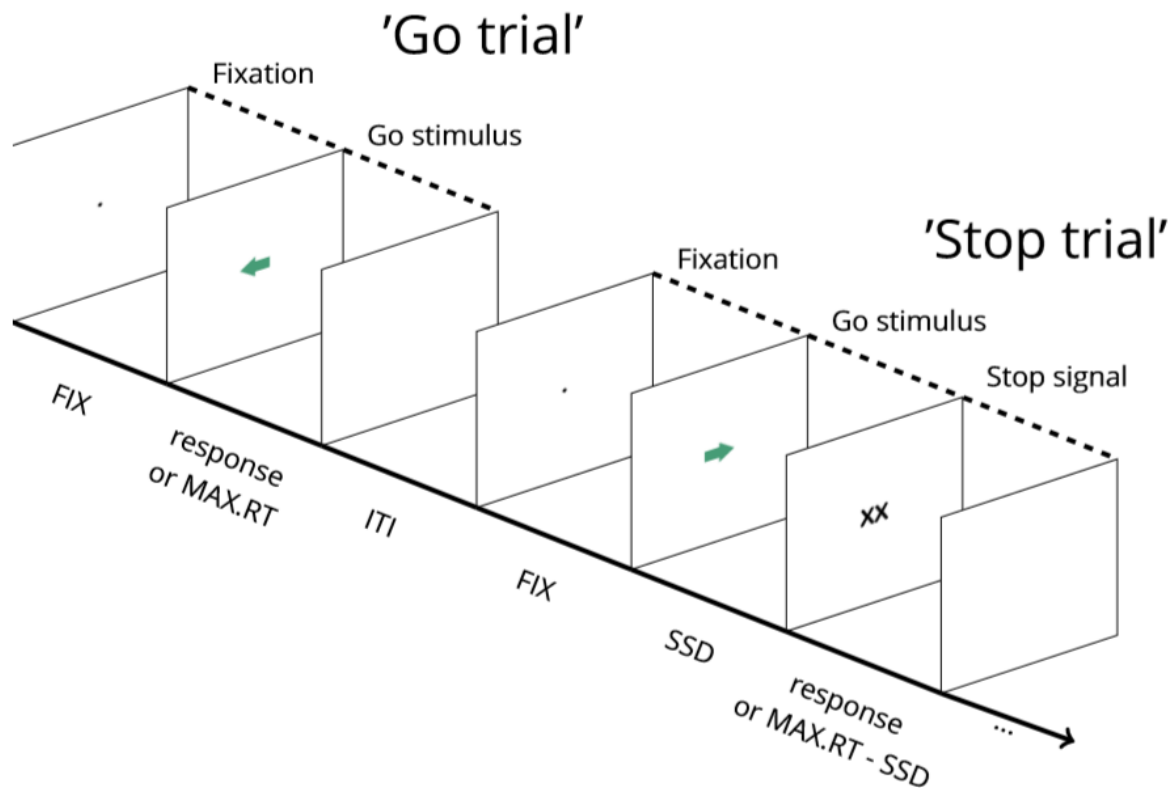 'Go trial'
Fixation
Go stimulus
'Stop trial'
Fixation
Go stimulus
Stop signal
XX
FIX
response
or MAX.RT
ITI
FIX
SSD
response
or MAX.RT - SSD
...